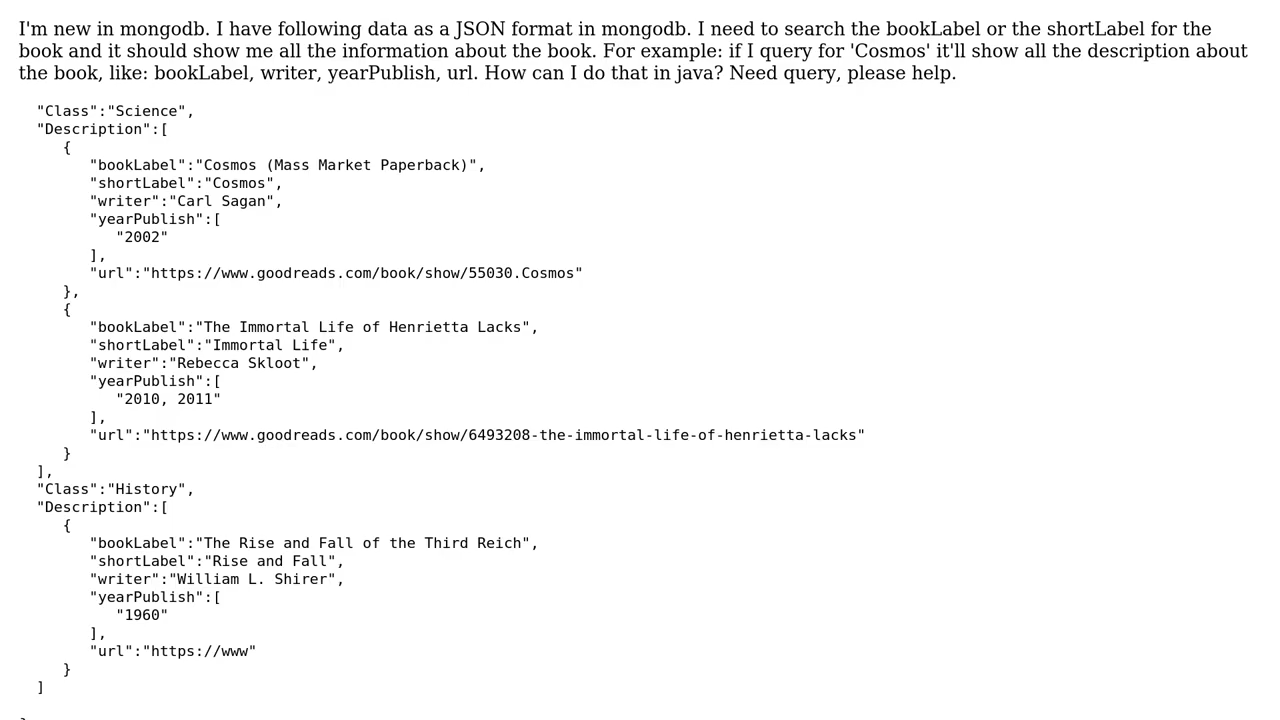 I'm new in mongodb. I have following data as a JSON format in mongodb. I need to search the bookLabel or the shortLabel for the
book and it should show me all the information about the book. For example: if I query for 'Cosmos' it'll show all the description about
the book, like: bookLabel, writer, yearPublish, url. How can I do that in java? Need query, please help.
"Class":"Science",
"Description":[
{
"bookLabel":"Cosmos (Mass Market Paperback)",
"shortLabel":"Cosmos",
"writer":"Carl Sagan",
"yearPublish":[
"2002"
],
"url":"https://www.goodreads.com/book/show/55030.Cosmos"
},
{
"bookLabel":"The Immortal Life of Henrietta Lacks",
"shortLabel":"Immortal Life",
"writer":"Rebecca Skloot",
"yearPublish":[
"2010, 2011"
],
"url":"https://www.goodreads.com/book/show/6493208-the-immortal-life-of-henrietta-lacks"
}
],
"Class":"History",
"Description":[
{
"bookLabel":"The Rise and Fall of the Third Reich",
"shortLabel":"Rise and Fall",
"writer":"William L. Shirer",
"yearPublish":[
"1960"
],
"url":"https://www"
}
]